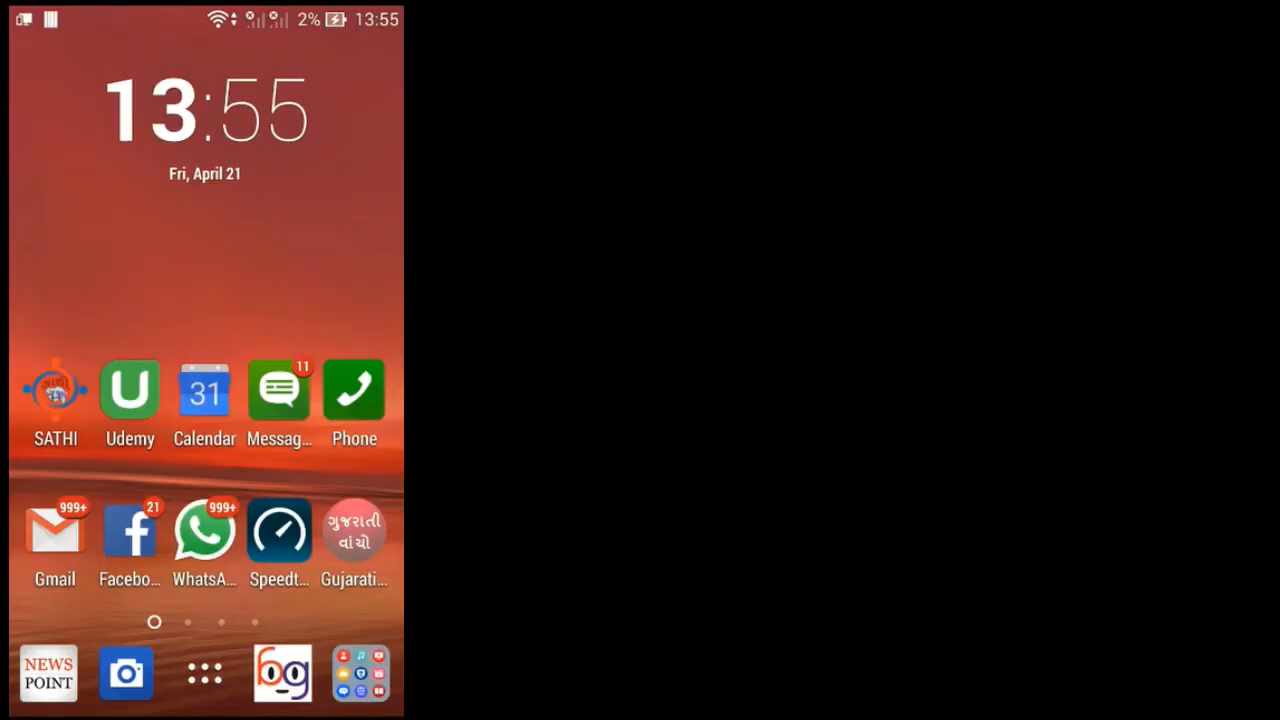 2% 13:55
13:55
Fri, April 21
31
11
SATHI Udemy Calendar Messag... Phone
999+ 21 999+
ગુજરાતી
વાંચો
Gmail Facebo... WhatsA... Speedt... Gujarati...
NEWS
POINT